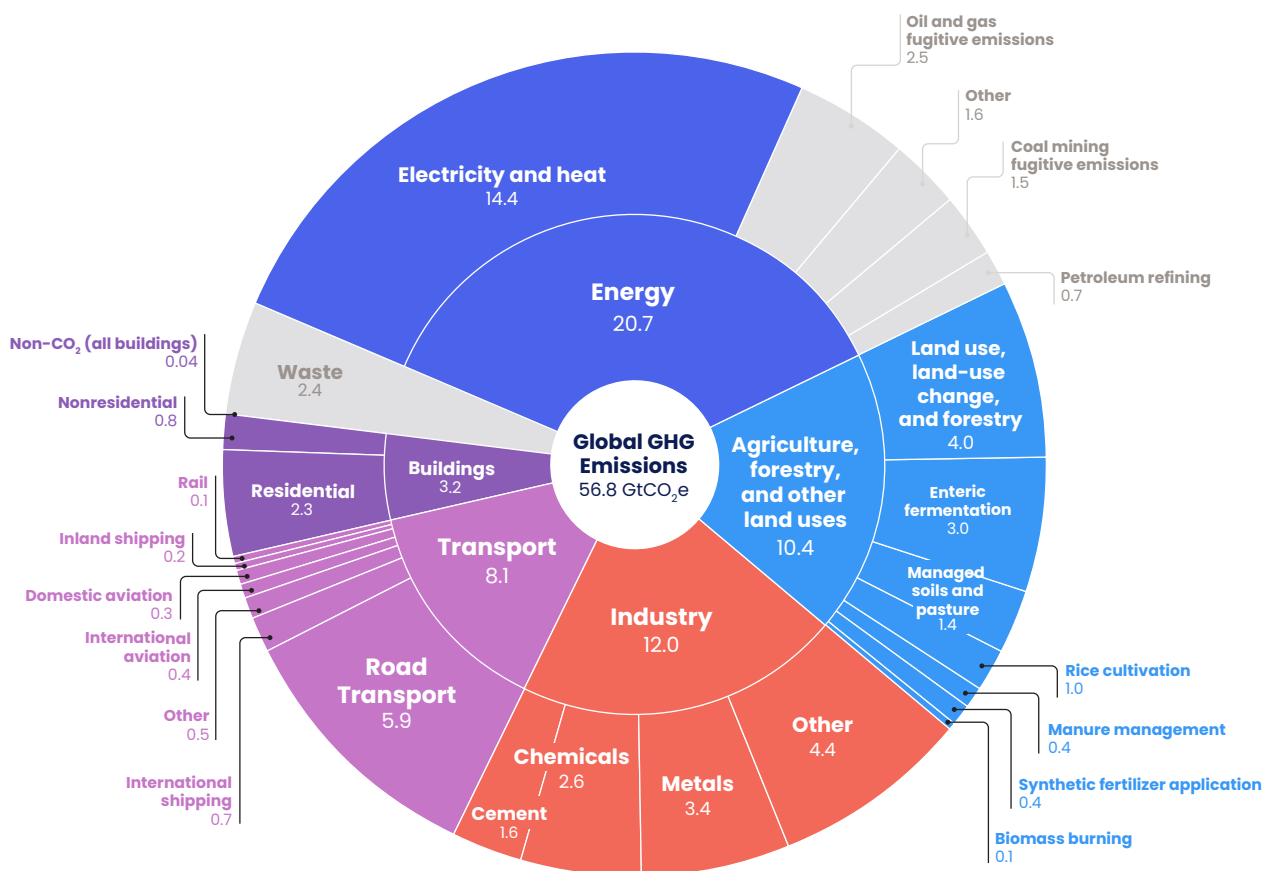 Oil and gas
fugitive emissions
2.5
Other
1.6
Coal mining
fugitive emissions
1.5
Petroleum refining
0.7
Electricity and heat
14.4
Energy
20.7
Waste
2.4
Non-CO₂ (all buildings)
0.04
Nonresidential
0.8
Buildings
3.2
Residential
2.3
Global GHG
Emissions
56.8 GtCO₂e
Land use,
land-use
change,
and forestry
4.0
Agriculture,
forestry,
and other
land uses
10.4
Enteric
fermentation
3.0
Managed
soils and
pasture
1.4
Rice cultivation
1.0
Manure management
0.4
Synthetic fertilizer application
0.4
Biomass burning
0.1
Rail
0.1
Inland shipping
0.2
Domestic aviation
0.3
International
aviation
0.4
Other
0.5
International
shipping
0.7
Transport
8.1
Road
Transport
5.9
Industry
12.0
Cement
1.6
Chemicals
2.6
Metals
3.4
Other
4.4